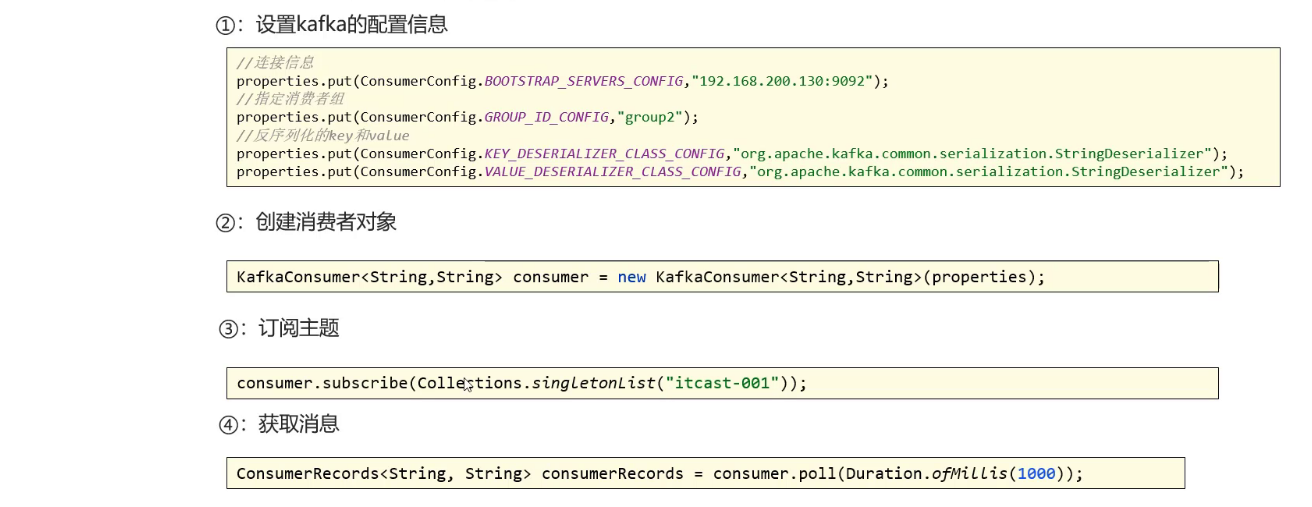 ①：设置kafka的配置信息
//连接信息
properties.put(ConsumerConfig.BOOTSTRAP_SERVERS_CONFIG,"192.168.200.130:9092");
//指定消费者组
properties.put(ConsumerConfig.GROUP_ID_CONFIG,"group2");
//反序列化的key和value
properties.put(ConsumerConfig.KEY_DESERIALIZER_CLASS_CONFIG,"org.apache.kafka.common.serialization.StringDeserializer");
properties.put(ConsumerConfig.VALUE_DESERIALIZER_CLASS_CONFIG,"org.apache.kafka.common.serialization.StringDeserializer");
②：创建消费者对象
KafkaConsumer<String,String> consumer = new KafkaConsumer<String,String>(properties);
③：订阅主题
consumer.subscribe(Collections.singletonList("itcast-001"));
④：获取消息
ConsumerRecords<String, String> consumerRecords = consumer.poll(Duration.ofMillis(1000));